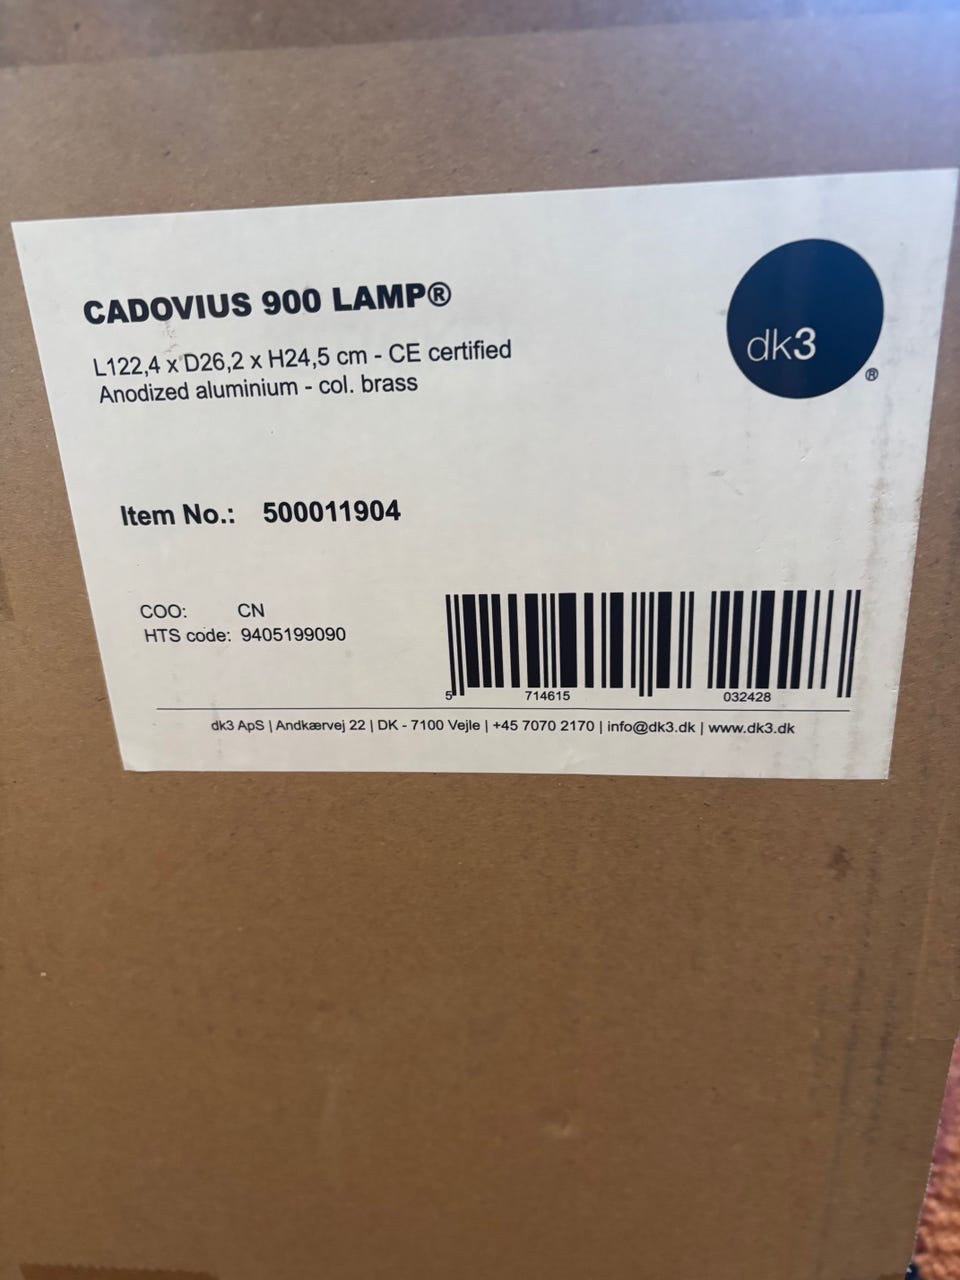 CADOVIUS 900 LAMP®
L122,4 x D26,2 x H24,5 cm - CE certified
Anodized aluminium - col. brass
dk3
®
Item No.: 500011904
COO: CN
HTS code: 9405199090
5 714615 032428
dk3 ApS | Andkærvej 22 | DK - 7100 Vejle | +45 7070 2170 | info@dk3.dk | www.dk3.dk